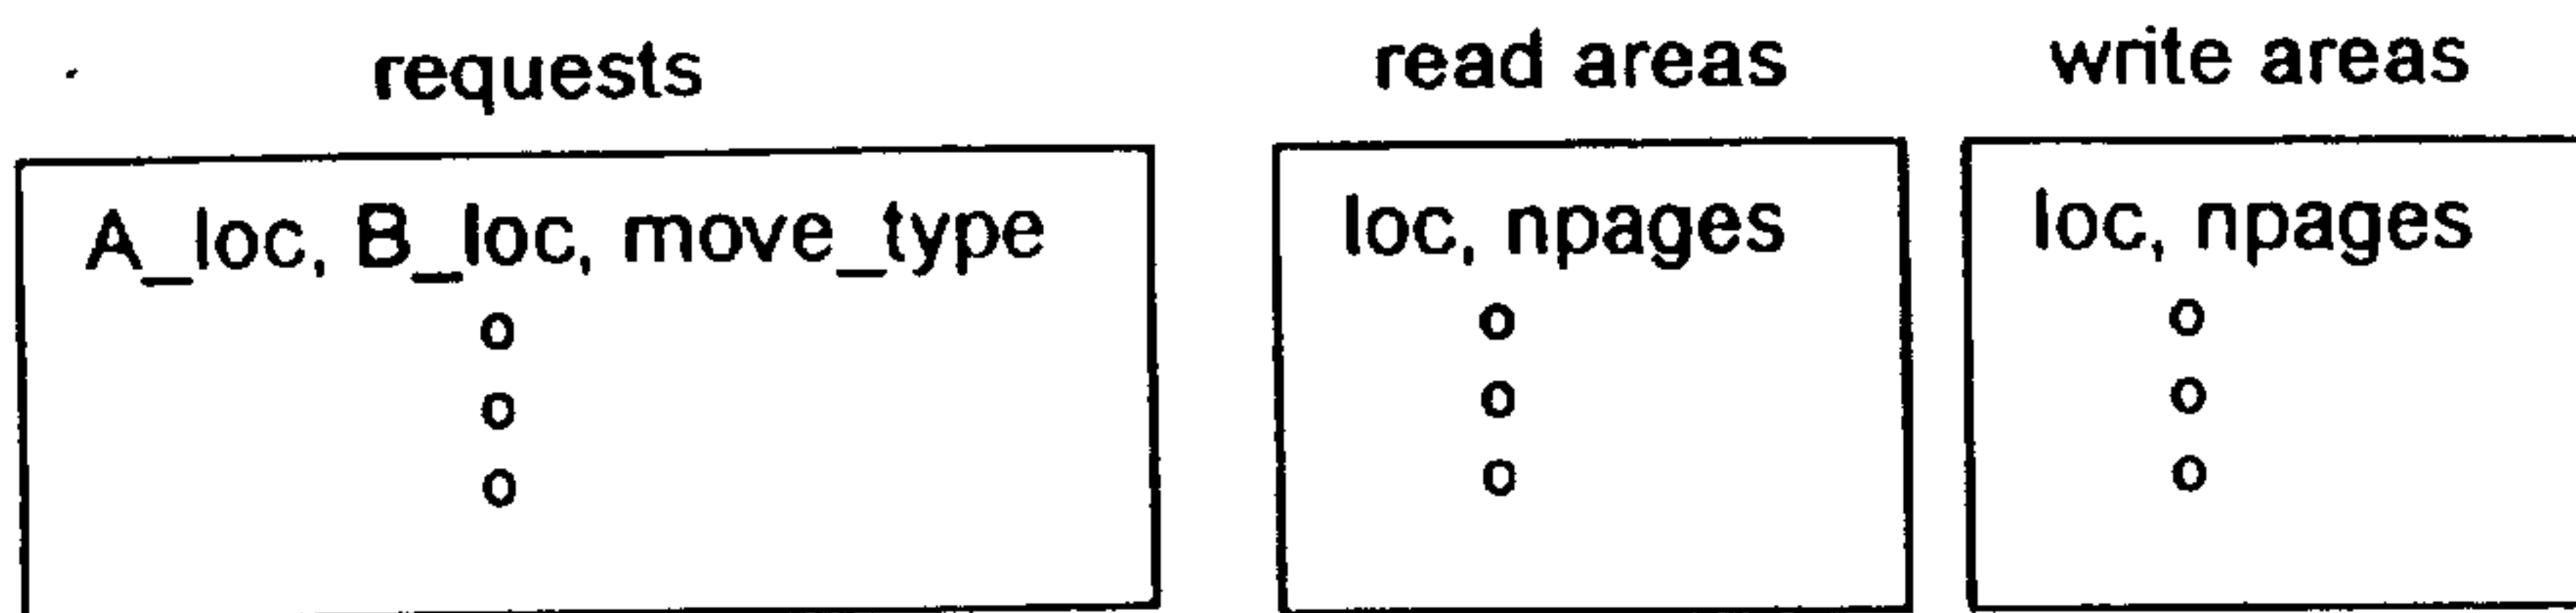 requests read areas write areas
A_loc, B_loc, move_type loc, npages loc, npages
o o o
o o o
o o o